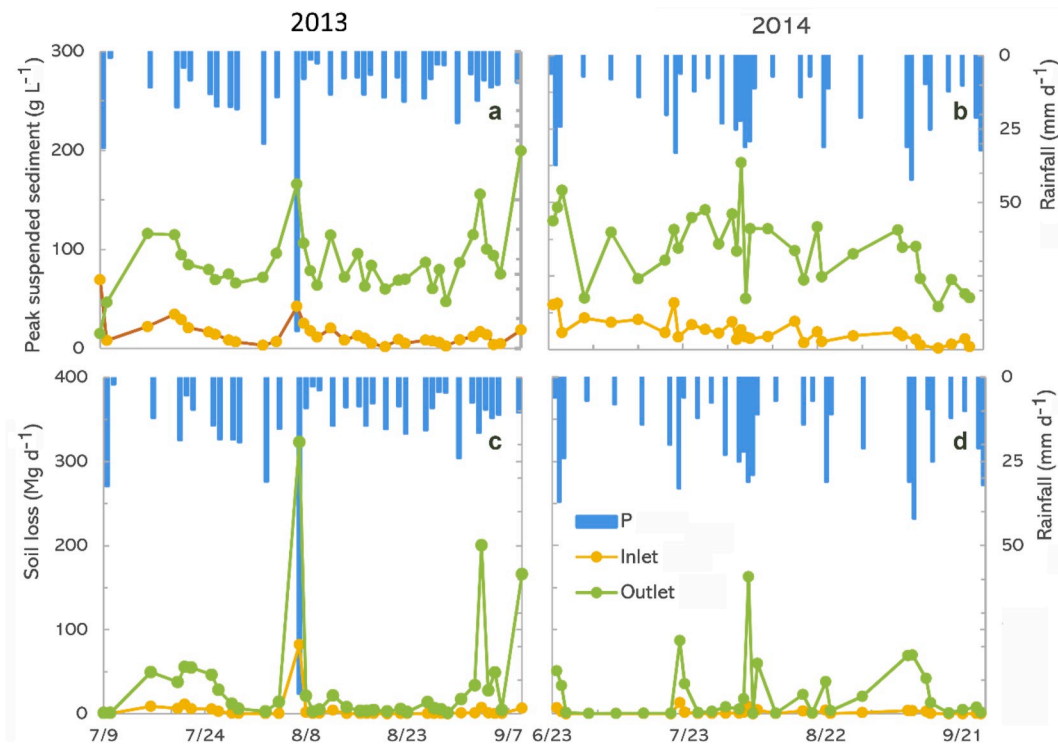 2013
2014
Peak suspended sediment (g L⁻¹)
300
200
100
0
a
b
0
25
50
Rainfall (mm d⁻¹)
Soil loss (Mg d⁻¹)
400
300
200
100
0
c
d
P
Inlet
Outlet
0
25
50
Rainfall (mm d⁻¹)
7/9 7/24 8/8 8/23 9/7 6/23 7/23 8/22 9/21